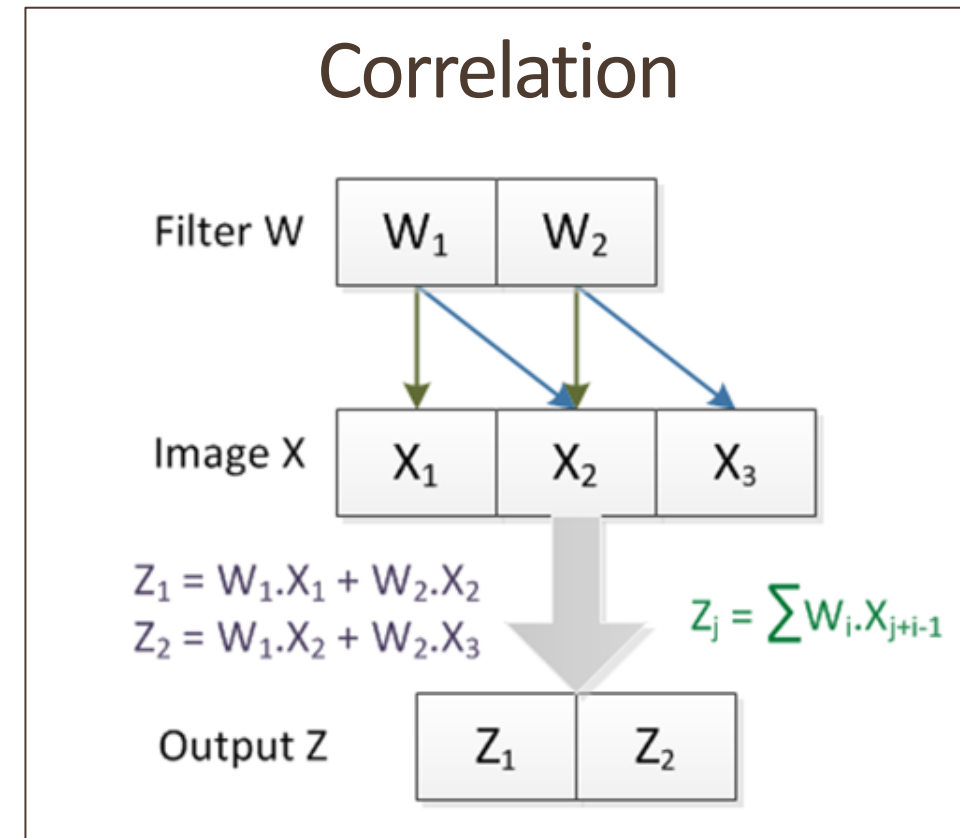 Correlation
Filter W W₁ W₂
Image X X₁ X₂ X₃
Z₁ = W₁.X₁ + W₂.X₂
Z₂ = W₁.X₂ + W₂.X₃
Zⱼ = ∑Wᵢ.Xⱼ₊ᵢ₋₁
Output Z Z₁ Z₂